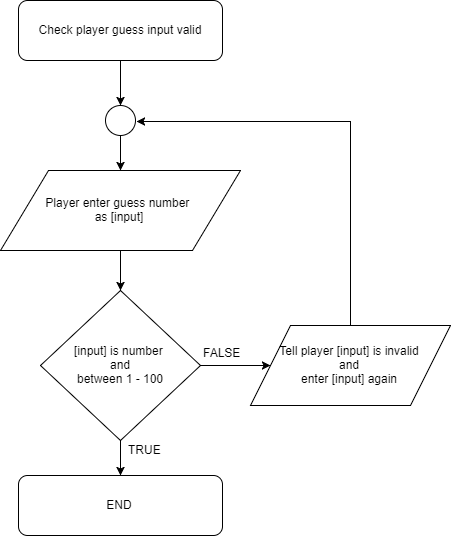 Check player guess input valid
Player enter guess number
as [input]
[input] is number
and
between 1 - 100
FALSE
Tell player [input] is invalid
and
enter [input] again
TRUE
END